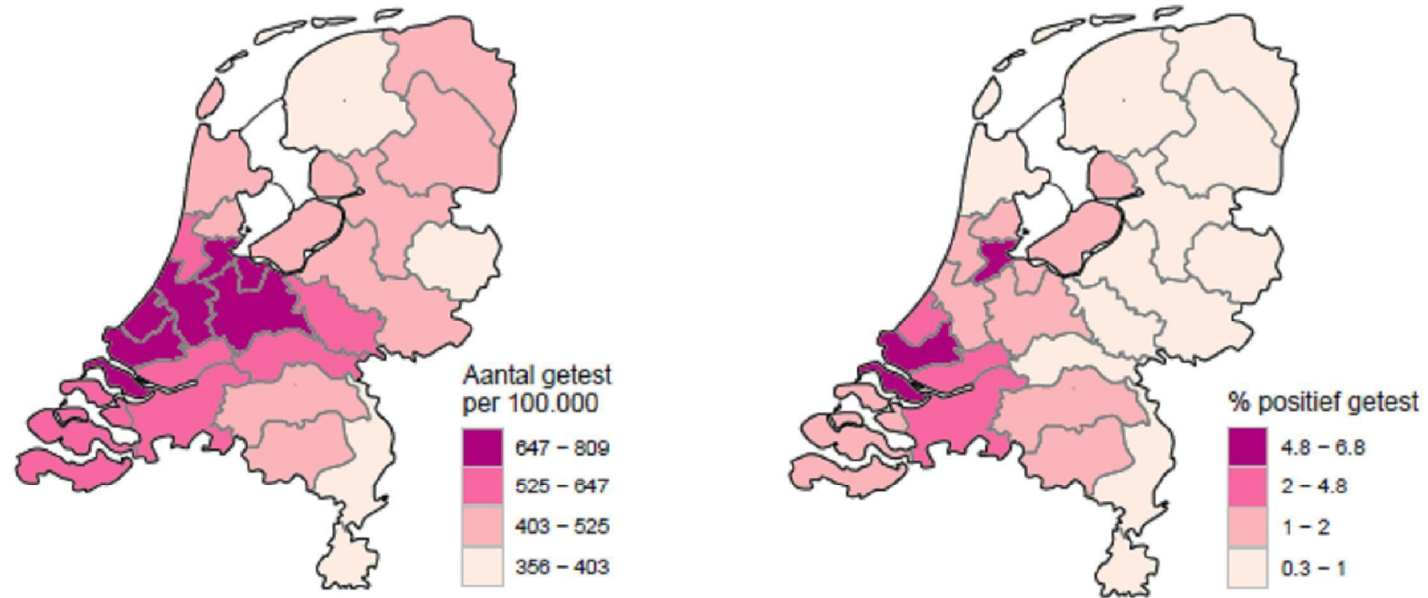 Aantal getest
per 100.000
647 – 809
525 – 647
403 – 525
356 – 403
% positief getest
4.8 – 6.8
2 – 4.8
1 – 2
0.3 – 1